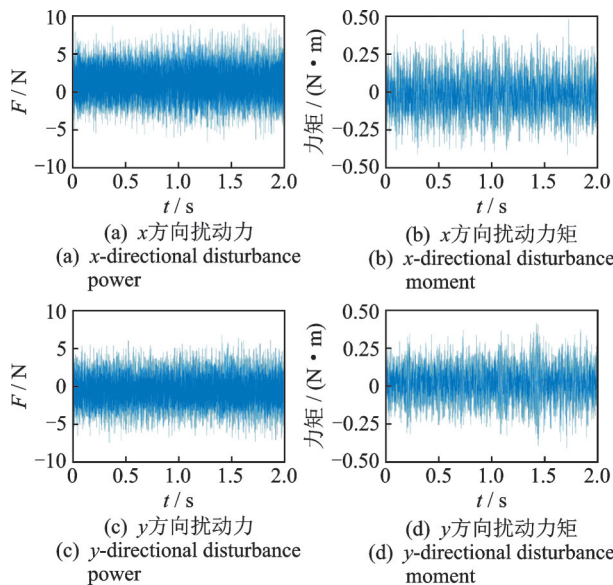 10
5
0
−5
−10
F / N
0
0.5
1.0
1.5
2.0
t / s
(a) x方向扰动力
(a) x-directional disturbance
power
0.50
0.25
0
−0.25
−0.50
力矩 / (N・m)
0
0.5
1.0
1.5
2.0
t / s
(b) x方向扰动力矩
(b) x-directional disturbance
moment
10
5
0
−5
−10
F / N
0
0.5
1.0
1.5
2.0
t / s
(c) y方向扰动力
(c) y-directional disturbance
power
0.50
0.25
0
−0.25
−0.50
力矩 / (N・m)
0
0.5
1.0
1.5
2.0
t / s
(d) y方向扰动力矩
(d) y-directional disturbance
moment